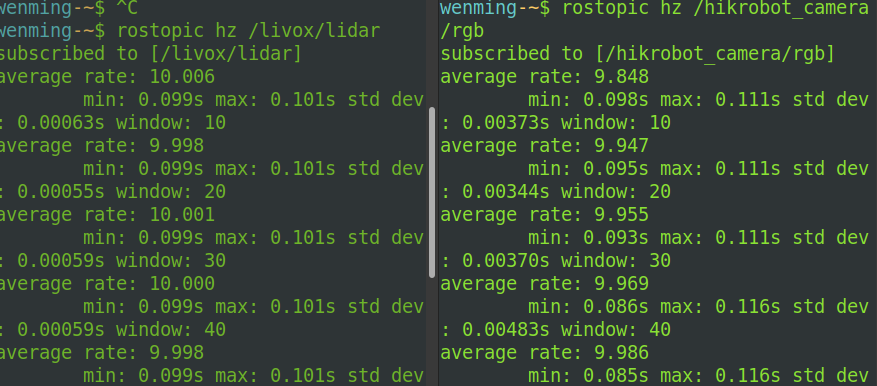 wenming-~$ ^C
wenming-~$ rostopic hz /livox/lidar
subscribed to [/livox/lidar]
average rate: 10.006
        min: 0.099s max: 0.101s std dev
: 0.00063s window: 10
average rate: 9.998
        min: 0.099s max: 0.101s std dev
: 0.00055s window: 20
average rate: 10.001
        min: 0.099s max: 0.101s std dev
: 0.00059s window: 30
average rate: 10.000
        min: 0.099s max: 0.101s std dev
: 0.00059s window: 40
average rate: 9.998
        min: 0.099s max: 0.101s std dev
wenming-~$ rostopic hz /hikrobot_camera
/rgb
subscribed to [/hikrobot_camera/rgb]
average rate: 9.848
        min: 0.098s max: 0.111s std dev
: 0.00373s window: 10
average rate: 9.947
        min: 0.095s max: 0.111s std dev
: 0.00344s window: 20
average rate: 9.955
        min: 0.093s max: 0.111s std dev
: 0.00370s window: 30
average rate: 9.969
        min: 0.086s max: 0.116s std dev
: 0.00483s window: 40
average rate: 9.986
        min: 0.085s max: 0.116s std dev